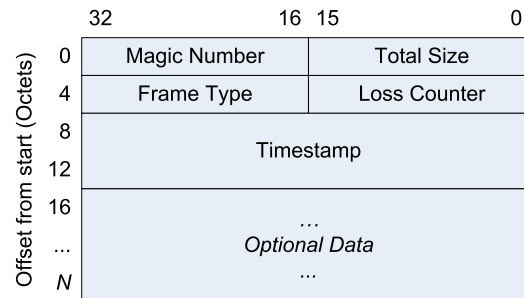 32 16 15 0
0 Magic Number Total Size
4 Frame Type Loss Counter
8
Timestamp
12
16
...
Optional Data
...
...
N
Offset from start (Octets)